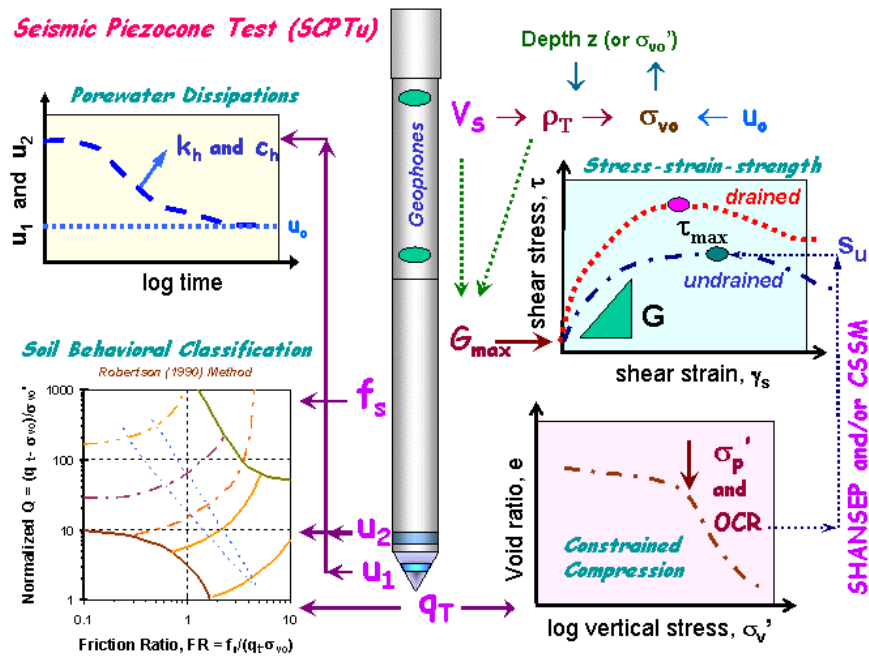 Seismic Piezocone Test (SCPTu)
Depth z (or σvo')
Porewater Dissipations
u1 and u2
kh and ch
uo
log time
Geophones
Vs
ρT
σvo
uo
Stress-strain-strength
shear stress, τ
drained
τmax
undrained
su
G
Gmax
shear strain, γs
Soil Behavioral Classification
Robertson (1990) Method
Normalized Q = (qt- σvo)/σvo'
1000
100
10
1
0.1
1
10
Friction Ratio, FR = fs/(qt-σvo)
fs
u2
u1
qT
Void ratio, e
σp'
and
OCR
Constrained
Compression
log vertical stress, σv'
SHANSEP and/or CSSM